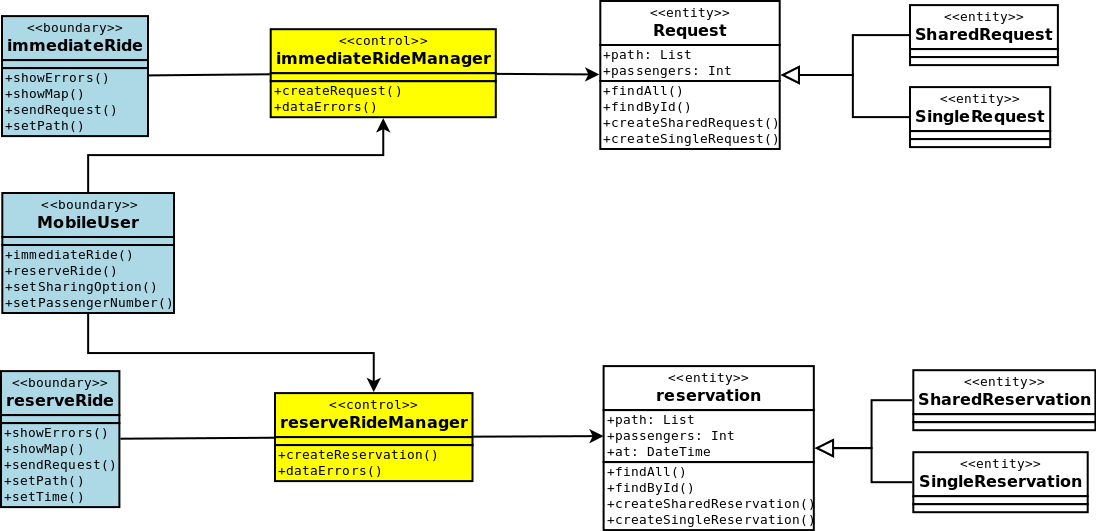 <<boundary>>
immediateRide
+showErrors()
+showMap()
+sendRequest()
+setPath()
<<control>>
immediateRideManager
+createRequest()
+dataErrors()
<<entity>>
Request
+path: List
+passengers: Int
+findAll()
+findById()
+createSharedRequest()
+createSingleRequest()
<<entity>>
SharedRequest
<<entity>>
SingleRequest
<<boundary>>
MobileUser
+immediateRide()
+reserveRide()
+setSharingOption()
+setPassengerNumber()
<<boundary>>
reserveRide
+showErrors()
+showMap()
+sendRequest()
+setPath()
+setTime()
<<control>>
reserveRideManager
+createReservation()
+dataErrors()
<<entity>>
reservation
+path: List
+passengers: Int
+at: DateTime
+findAll()
+findById()
+createSharedReservation()
+createSingleReservation()
<<entity>>
SharedReservation
<<entity>>
SingleReservation